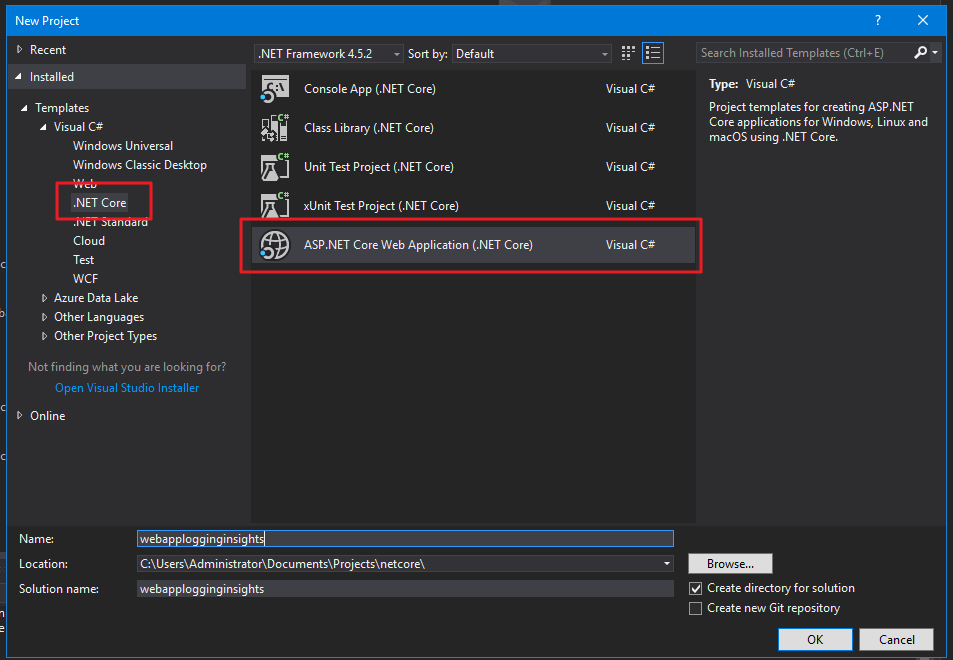 New Project
?
Recent
Installed
Templates
Visual C#
Windows Universal
Windows Classic Desktop
Web
.NET Core
.NET Standard
Cloud
Test
WCF
Azure Data Lake
Other Languages
Other Project Types
Not finding what you are looking for?
Open Visual Studio Installer
Online
.NET Framework 4.5.2 Sort by: Default
Console App (.NET Core) Visual C#
Class Library (.NET Core) Visual C#
Unit Test Project (.NET Core) Visual C#
xUnit Test Project (.NET Core) Visual C#
ASP.NET Core Web Application (.NET Core) Visual C#
Search Installed Templates (Ctrl+E)
Type: Visual C#
Project templates for creating ASP.NET
Core applications for Windows, Linux and
macOS using .NET Core.
Name: webapplogginginsights
Location: C:\Users\Administrator\Documents\Projects\netcore\
Solution name: webapplogginginsights
Browse...
Create directory for solution
Create new Git repository
OK Cancel